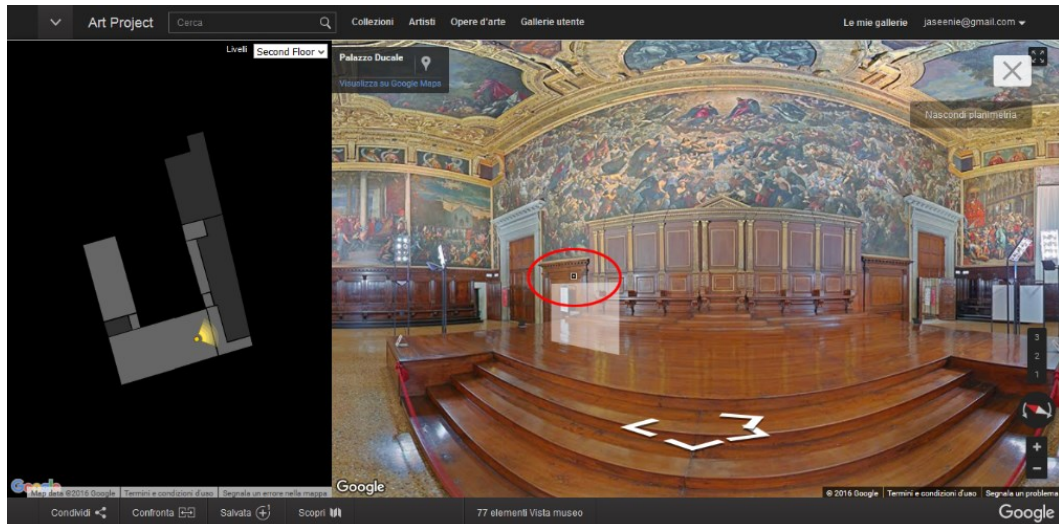 Art Project
Cerca
Collezioni Artisti Opere d'arte Gallerie utente
Le mie gallerie jaseenie@gmail.com
Livelli Second Floor
Palazzo Ducale
Visualizza su Google Maps
Nascondi planimetria
3
2
1
+
−
Google
Map data ©2016 Google Termini e condizioni d'uso Segnala un errore nella mappa
Google
© 2016 Google Termini e condizioni d'uso Segnala un problema
Condividi Confronta Salvata Scopri 77 elementi Vista museo Google